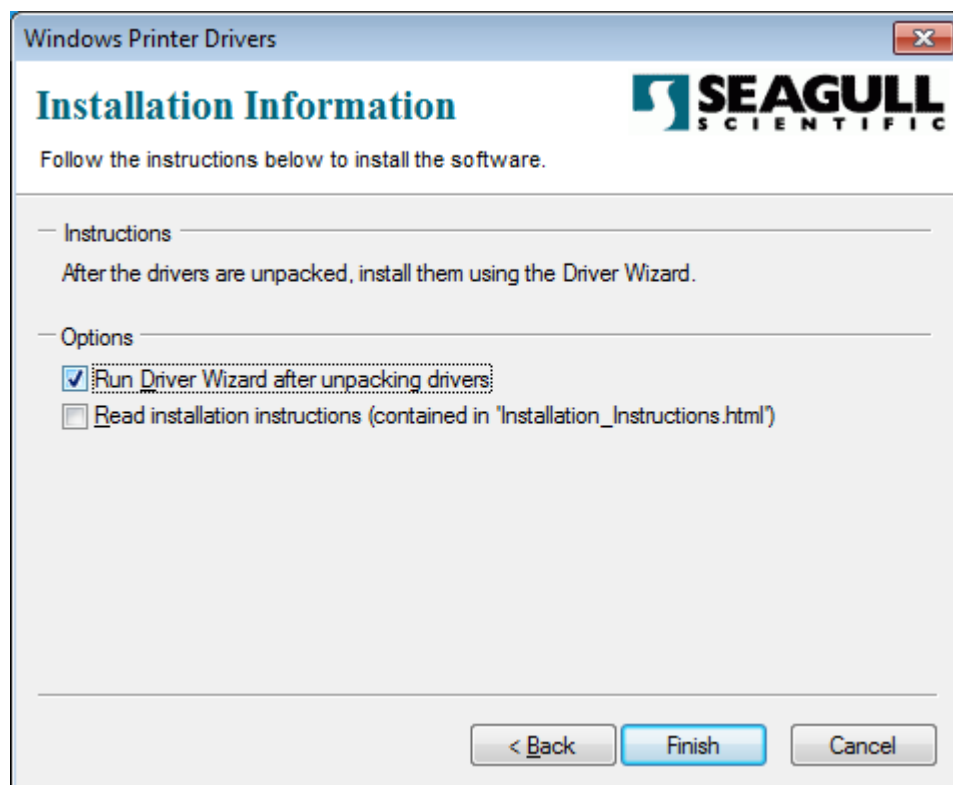 Windows Printer Drivers
Installation Information
SEAGULL
SCIENTIFIC
Follow the instructions below to install the software.
Instructions
After the drivers are unpacked, install them using the Driver Wizard.
Options
Run Driver Wizard after unpacking drivers
Read installation instructions (contained in "Installation_Instructions.html")
< Back
Finish
Cancel